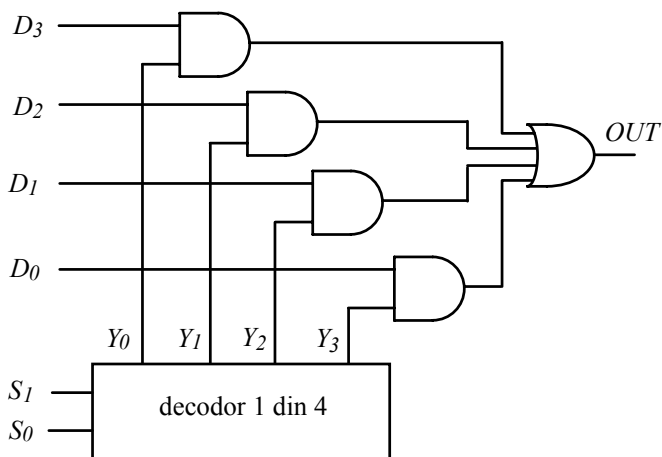 D3
D2
OUT
D1
D0
Y0 Y1 Y2 Y3
S1
decodor 1 din 4
S0